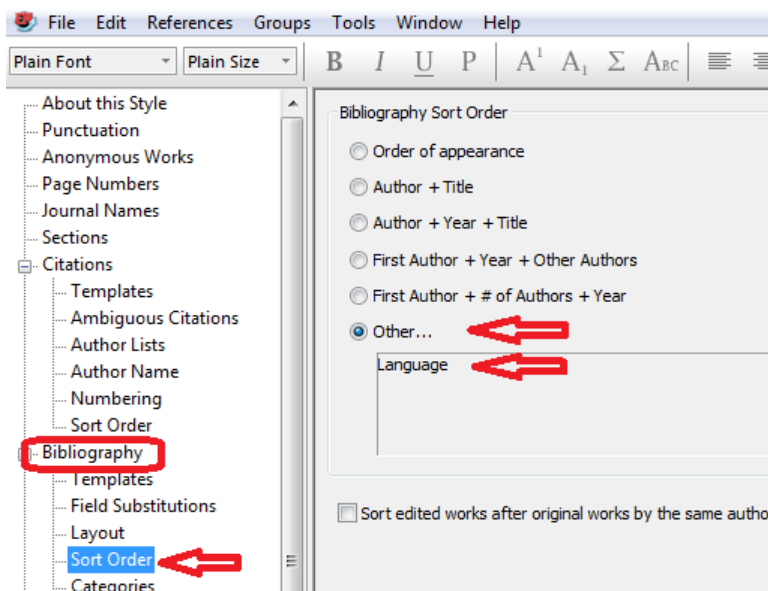 File Edit References Groups Tools Window Help
Plain Font Plain Size B I U P A¹ A₁ Σ ABC
About this Style
Punctuation
Anonymous Works
Page Numbers
Journal Names
Sections
Citations
Templates
Ambiguous Citations
Author Lists
Author Name
Numbering
Sort Order
Bibliography
Templates
Field Substitutions
Layout
Sort Order
Categories
Bibliography Sort Order
Order of appearance
Author + Title
Author + Year + Title
First Author + Year + Other Authors
First Author + # of Authors + Year
Other...
Language
Sort edited works after original works by the same autho